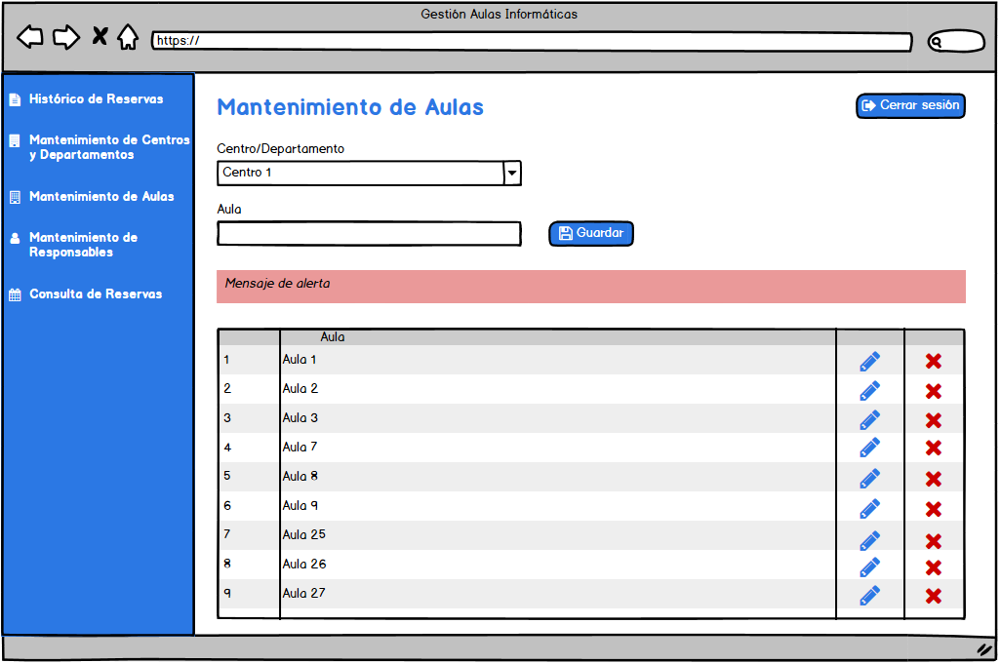 Gestión Aulas Informáticas
https://
Histórico de Reservas
Mantenimiento de Centros
y Departamentos
Mantenimiento de Aulas
Mantenimiento de
Responsables
Consulta de Reservas
Mantenimiento de Aulas
Cerrar sesión
Centro/Departamento
Centro 1
Aula
Guardar
Mensaje de alerta
Aula
1 Aula 1
2 Aula 2
3 Aula 3
4 Aula 7
5 Aula 8
6 Aula 9
7 Aula 25
8 Aula 26
9 Aula 27